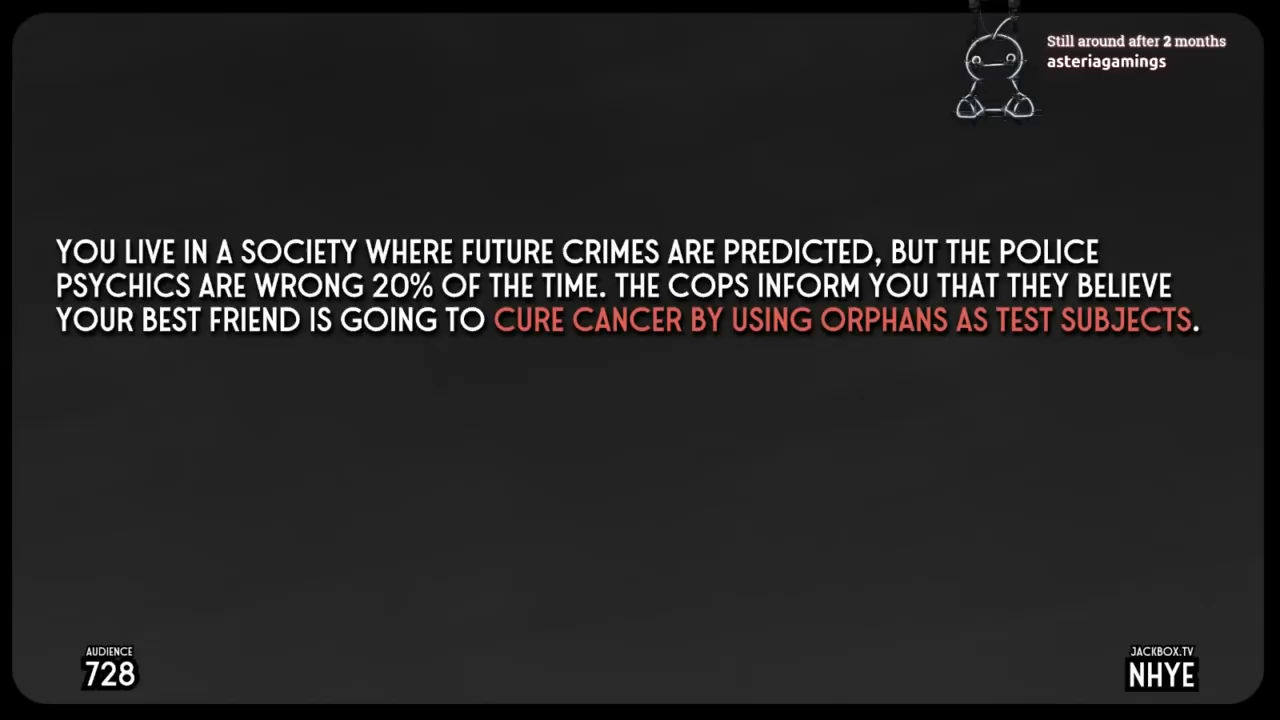 Still around after 2 months
asteriagamings
YOU LIVE IN A SOCIETY WHERE FUTURE CRIMES ARE PREDICTED, BUT THE POLICE
PSYCHICS ARE WRONG 20% OF THE TIME. THE COPS INFORM YOU THAT THEY BELIEVE
YOUR BEST FRIEND IS GOING TO CURE CANCER BY USING ORPHANS AS TEST SUBJECTS.
AUDIENCE
728
JACKBOX.TV
NHYE